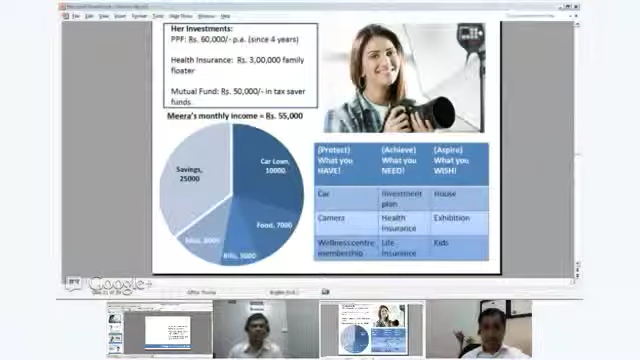 Her Investments:
PPF: Rs. 60,000/- p.a. (since 4 years)
Health Insurance: Rs. 3,00,000 family
floater
Mutual Fund: Rs. 50,000/- in tax saver
funds
Meera's monthly income = Rs. 55,000
Savings,
25000
Car Loan,
10000
Food, 7000
Bills, 5000
(Protect)
What you
HAVE!
(Achieve)
What you
NEED!
(Aspire)
What you
WISH!
Car
Investment
plan
House
Camera
Health
Insurance
Exhibition
Wellness centre
membership
Life
Insurance
Kids
Google+